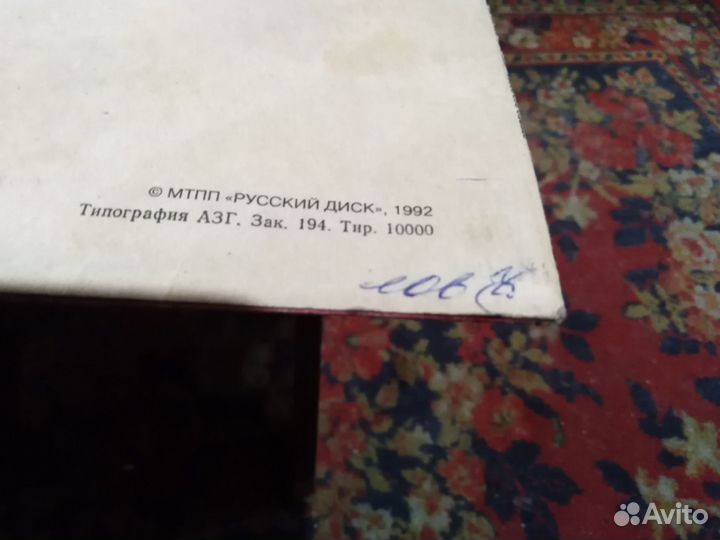 © МТПП «РУССКИЙ ДИСК», 1992
Типография АЗГ. Зак. 194. Тир. 10000
Avito